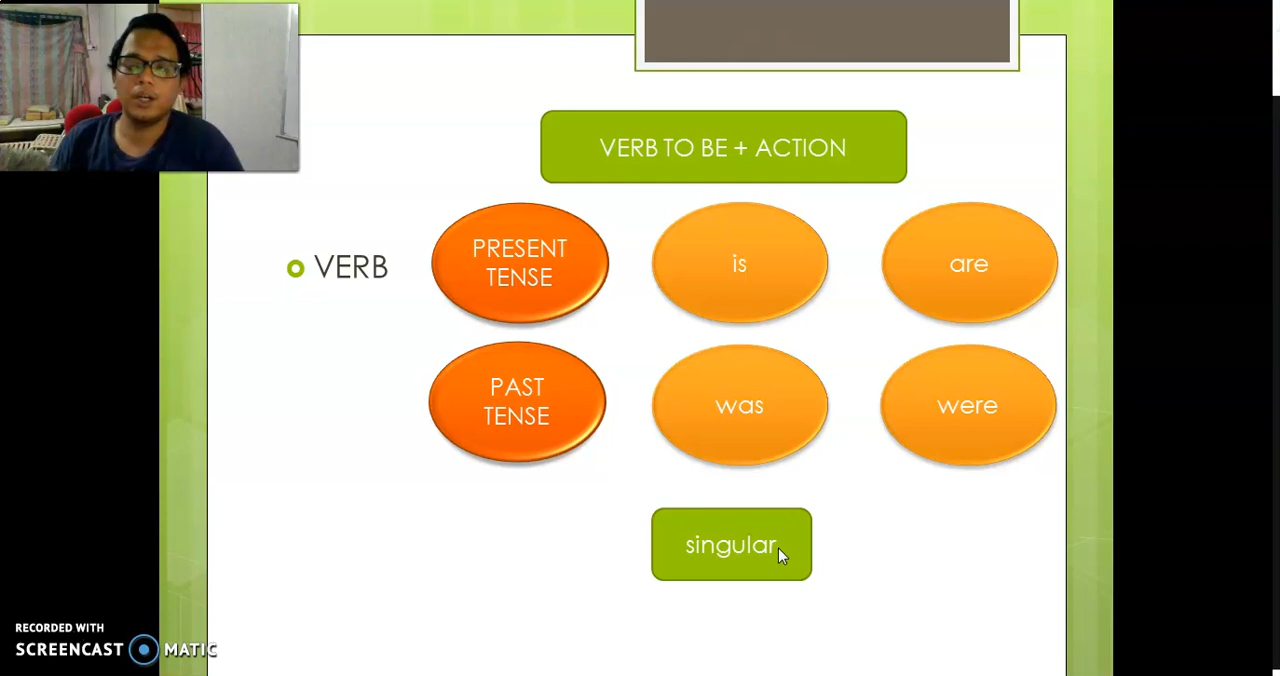 VERB TO BE + ACTION
VERB
PRESENT
TENSE
is
are
PAST
TENSE
was
were
singular
RECORDED WITH
SCREENCAST MATIC